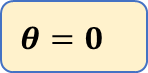 θ = 0